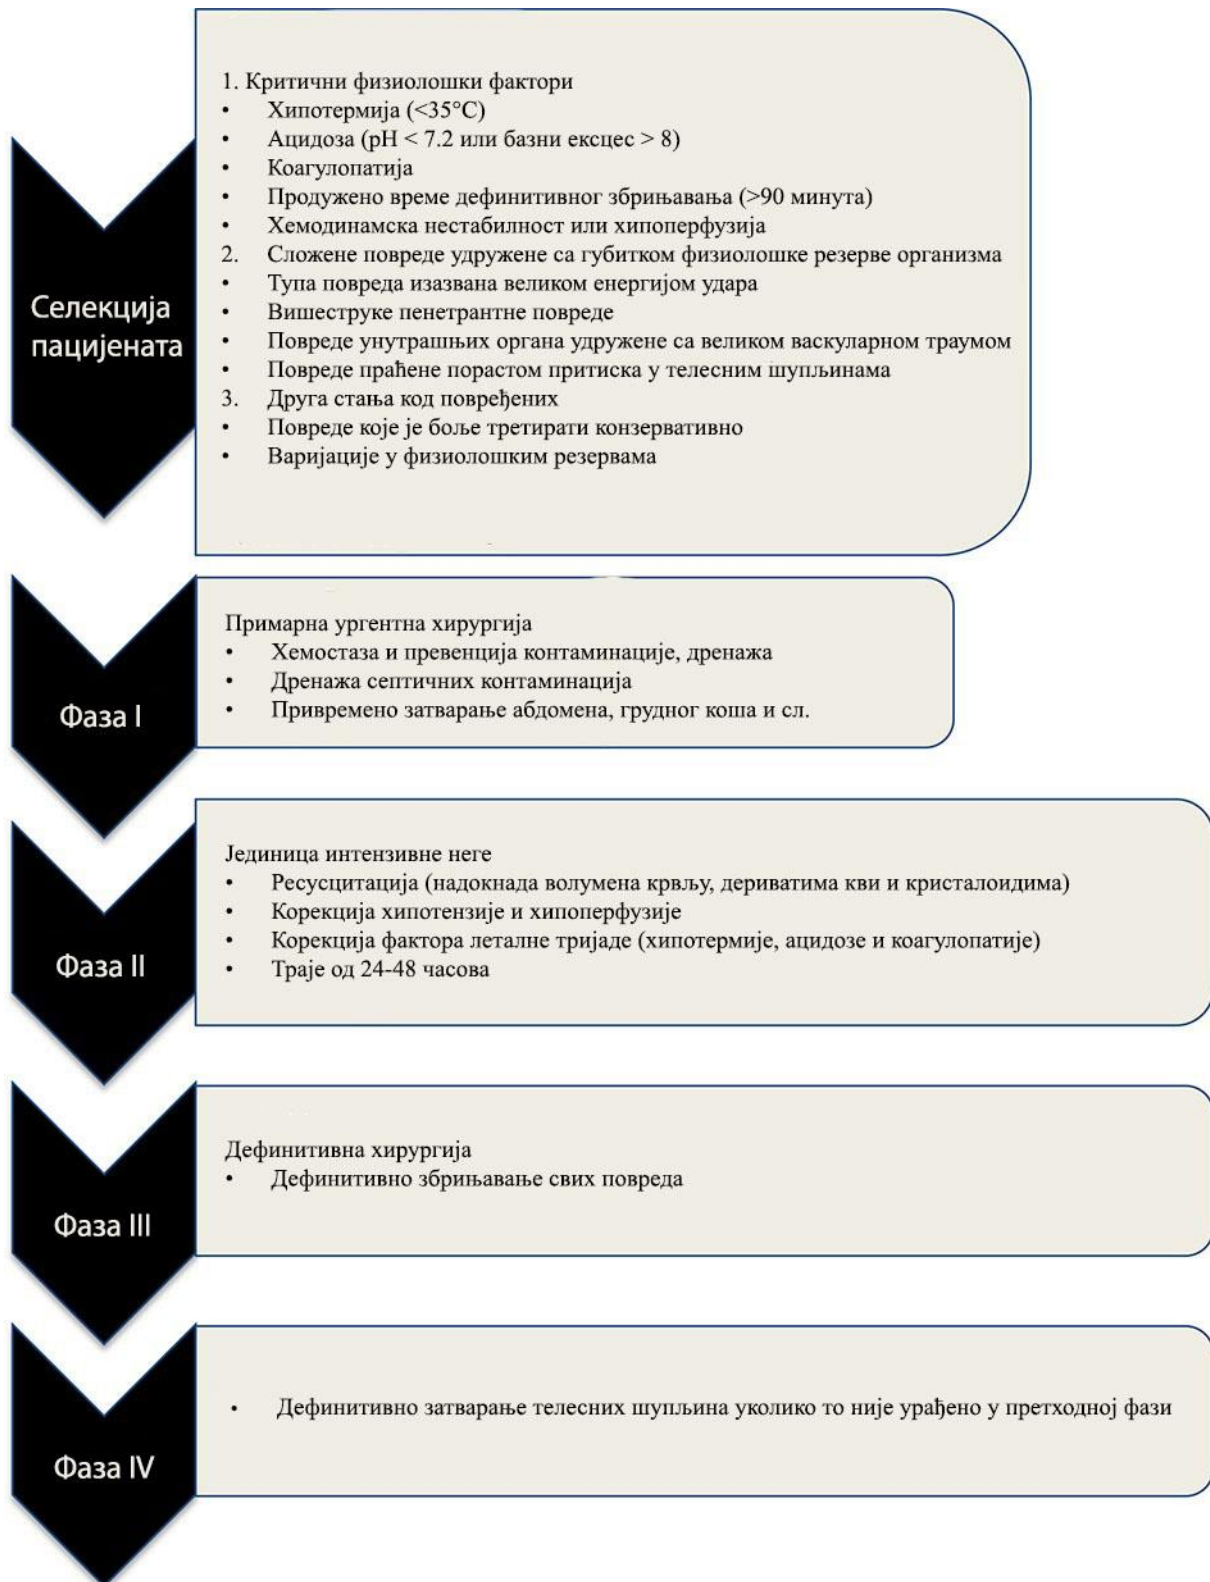 Селекција
пацијената
1. Критични физиолошки фактори
• Хипотермија (<35°C)
• Ацидоза (pH < 7.2 или базни ексцес > 8)
• Коагулопатија
• Продужено време дефинитивног збрињавања (>90 минута)
• Хемодинамска нестабилност или хипоперфузија
2. Сложене повреде удружене са губитком физиолошке резерве организма
• Тупа повреда изазвана великом енергијом удара
• Вишеструке пенетрантне повреде
• Повреде унутрашњих органа удружене са великом васкуларном траумом
• Повреде праћене порастом притиска у телесним шупљинама
3. Друга стања код повређених
• Повреде које је боље третирати конзервативно
• Варијације у физиолошким резервама
Фаза I
Примарна ургентна хирургија
• Хемостаза и превенција контаминације, дренажа
• Дренажа септичних контаминација
• Привремено затварање абдомена, грудног коша и сл.
Фаза II
Јединица интензивне неге
• Ресусцитација (надокнада волумена крвљу, дериватима кви и кристалоидима)
• Корекција хипотензије и хипоперфузије
• Корекција фактора леталне тријаде (хипотермије, ацидозе и коагулопатије)
• Траје од 24-48 часова
Фаза III
Дефинитивна хирургија
• Дефинитивно збрињавање свих повреда
Фаза IV
• Дефинитивно затварање телесних шупљина уколико то није урађено у претходној фази